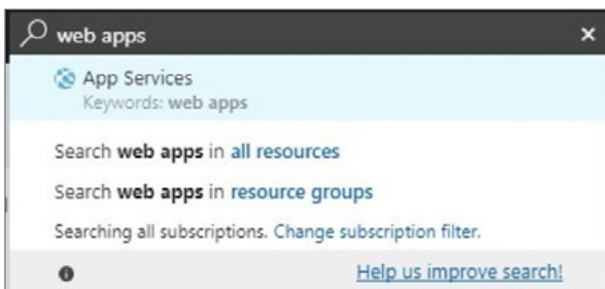 web apps
App Services
Keywords: web apps
Search web apps in all resources
Search web apps in resource groups
Searching all subscriptions. Change subscription filter.
Help us improve search!